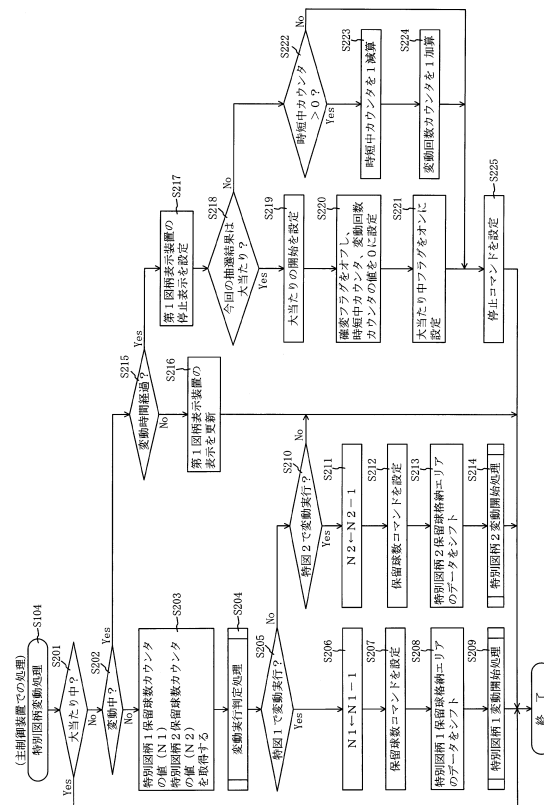 (主制御装置での処理)
特別図柄変動処理
S104
大当たり中?
S201
Yes
No
変動中?
S202
Yes
No
特別図柄1保留球数カウンタ
の値(N1)
特別図柄2保留球数カウンタ
の値(N2)
を取得する
S203
変動実行判定処理
S204
特図1で変動実行?
S205
No
Yes
N1←N1-1
S206
保留球数コマンドを設定
S207
特別図柄1保留球格納エリア
のデータをシフト
S208
特別図柄1変動開始処理
S209
特図2で変動実行?
S210
No
Yes
N2←N2-1
S211
保留球数コマンドを設定
S212
特別図柄2保留球格納エリア
のデータをシフト
S213
特別図柄2変動開始処理
S214
変動時間経過?
S215
Yes
No
第1図柄表示装置の
表示を更新
S216
第1図柄表示装置の
停止表示を設定
S217
今回の抽選結果は
大当たり?
S218
No
Yes
大当たりの開始を設定
S219
確変フラグをオフし、
時短中カウンタ、変動回数
カウンタの値を0に設定
S220
大当たり中フラグをオンに
設定
S221
時短中カウンタ
>0?
S222
No
Yes
時短中カウンタを1減算
S223
変動回数カウンタを1加算
S224
停止コマンドを設定
S225
終了